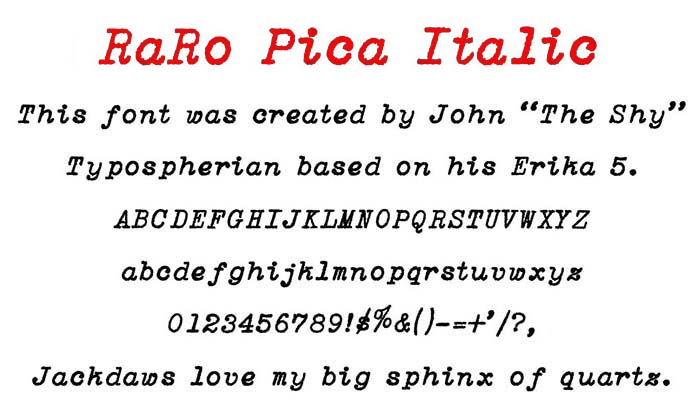 RaRo Pica Italic
This font was created by John “The Shy”
Typospherian based on his Erika 5.
ABCDEFGHIJKLMNOPQRSTUVWXYZ
abcdefghijklmnopqrstuvwxyz
0123456789!$%&()-=+’/?,
Jackdaws love my big sphinx of quartz.